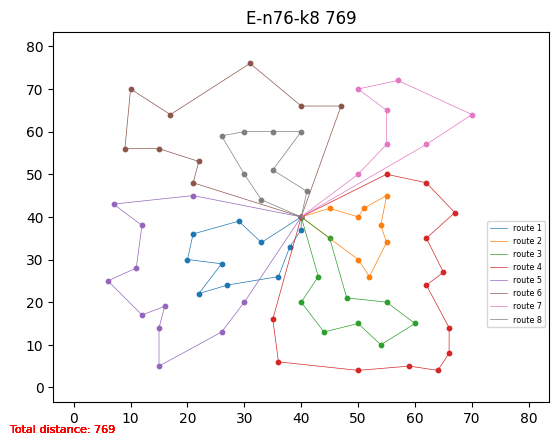 E-n76-k8 769
80
70
60
50
40
30
20
10
0
route 1
route 2
route 3
route 4
route 5
route 6
route 7
route 8
0 10 20 30 40 50 60 70 80
Total distance: 769